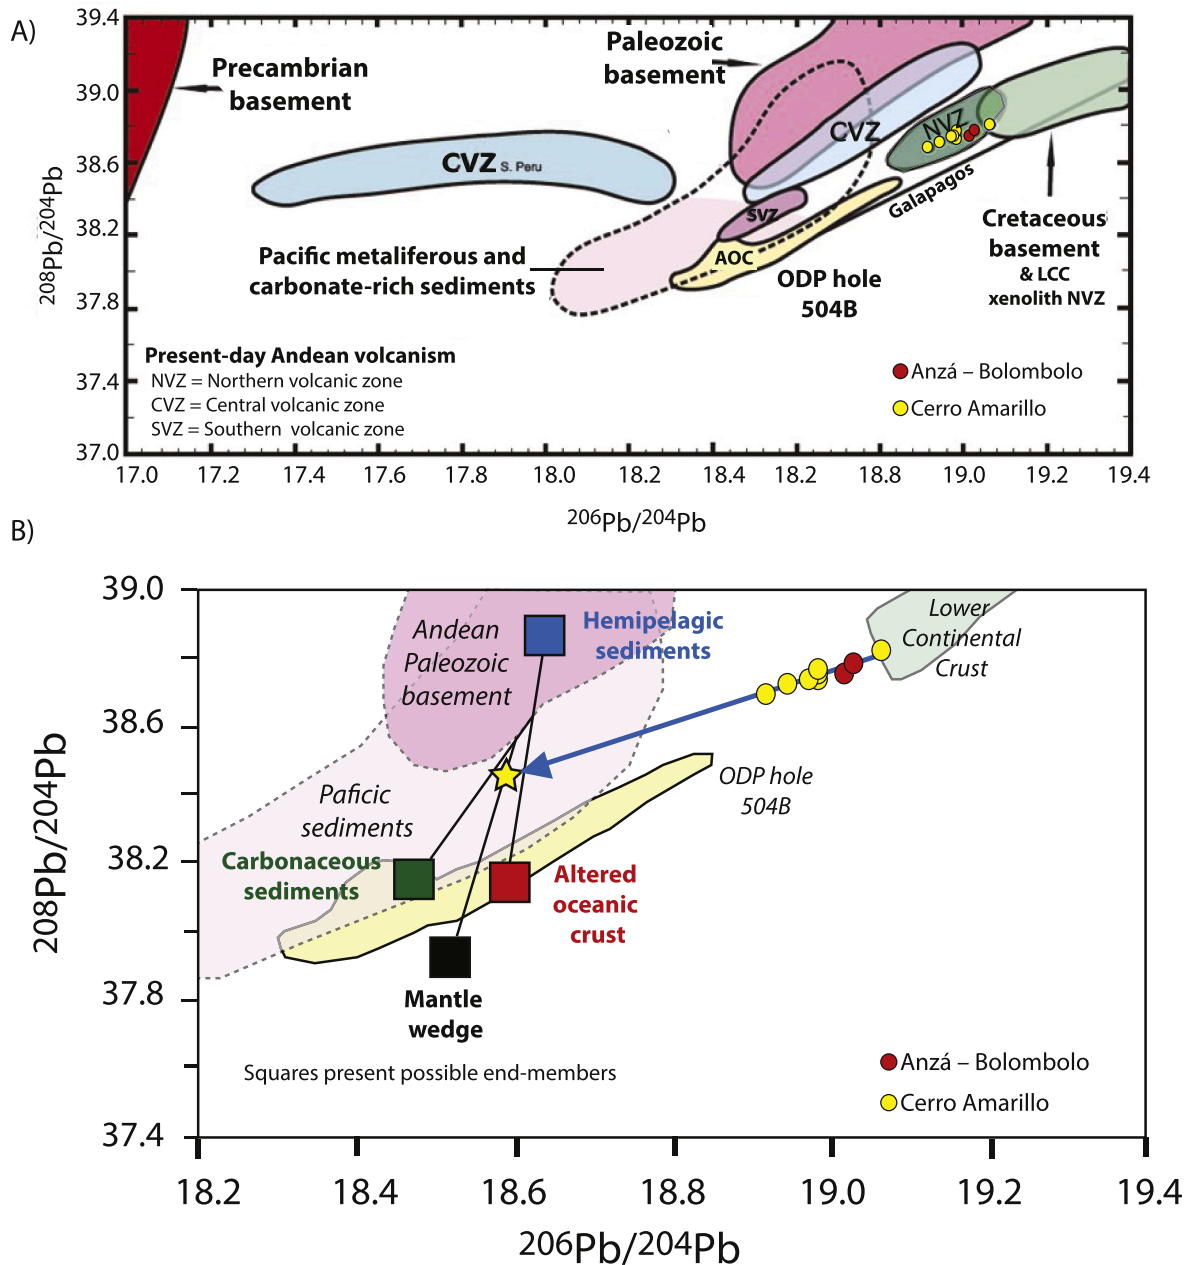 A)
39.4
39.0
38.6
38.2
37.8
37.4
37.0
208Pb/204Pb
Precambrian
basement
Paleozoic
basement
CVZ S. Peru
CVZ
NVZ
SVZ
AOC
Galapagos
Pacific metaliferous and
carbonate-rich sediments
ODP hole
504B
Cretaceous
basement
& LCC
xenolith NVZ
Present-day Andean volcanism
NVZ = Northern volcanic zone
CVZ = Central volcanic zone
SVZ = Southern volcanic zone
Anzá – Bolombolo
Cerro Amarillo
17.0 17.2 17.6 17.8 18.0 18.4 18.2 18.8 19.0 19.2 19.4
206Pb/204Pb
B)
39.0
38.6
38.2
37.8
37.4
208Pb/204Pb
Andean
Paleozoic
basement
Hemipelagic
sediments
Lower
Continental
Crust
Paficic
sediments
ODP hole
504B
Carbonaceous
sediments
Altered
oceanic
crust
Mantle
wedge
Squares present possible end-members
Anzá – Bolombolo
Cerro Amarillo
18.2 18.4 18.6 18.8 19.0 19.2 19.4
206Pb/204Pb